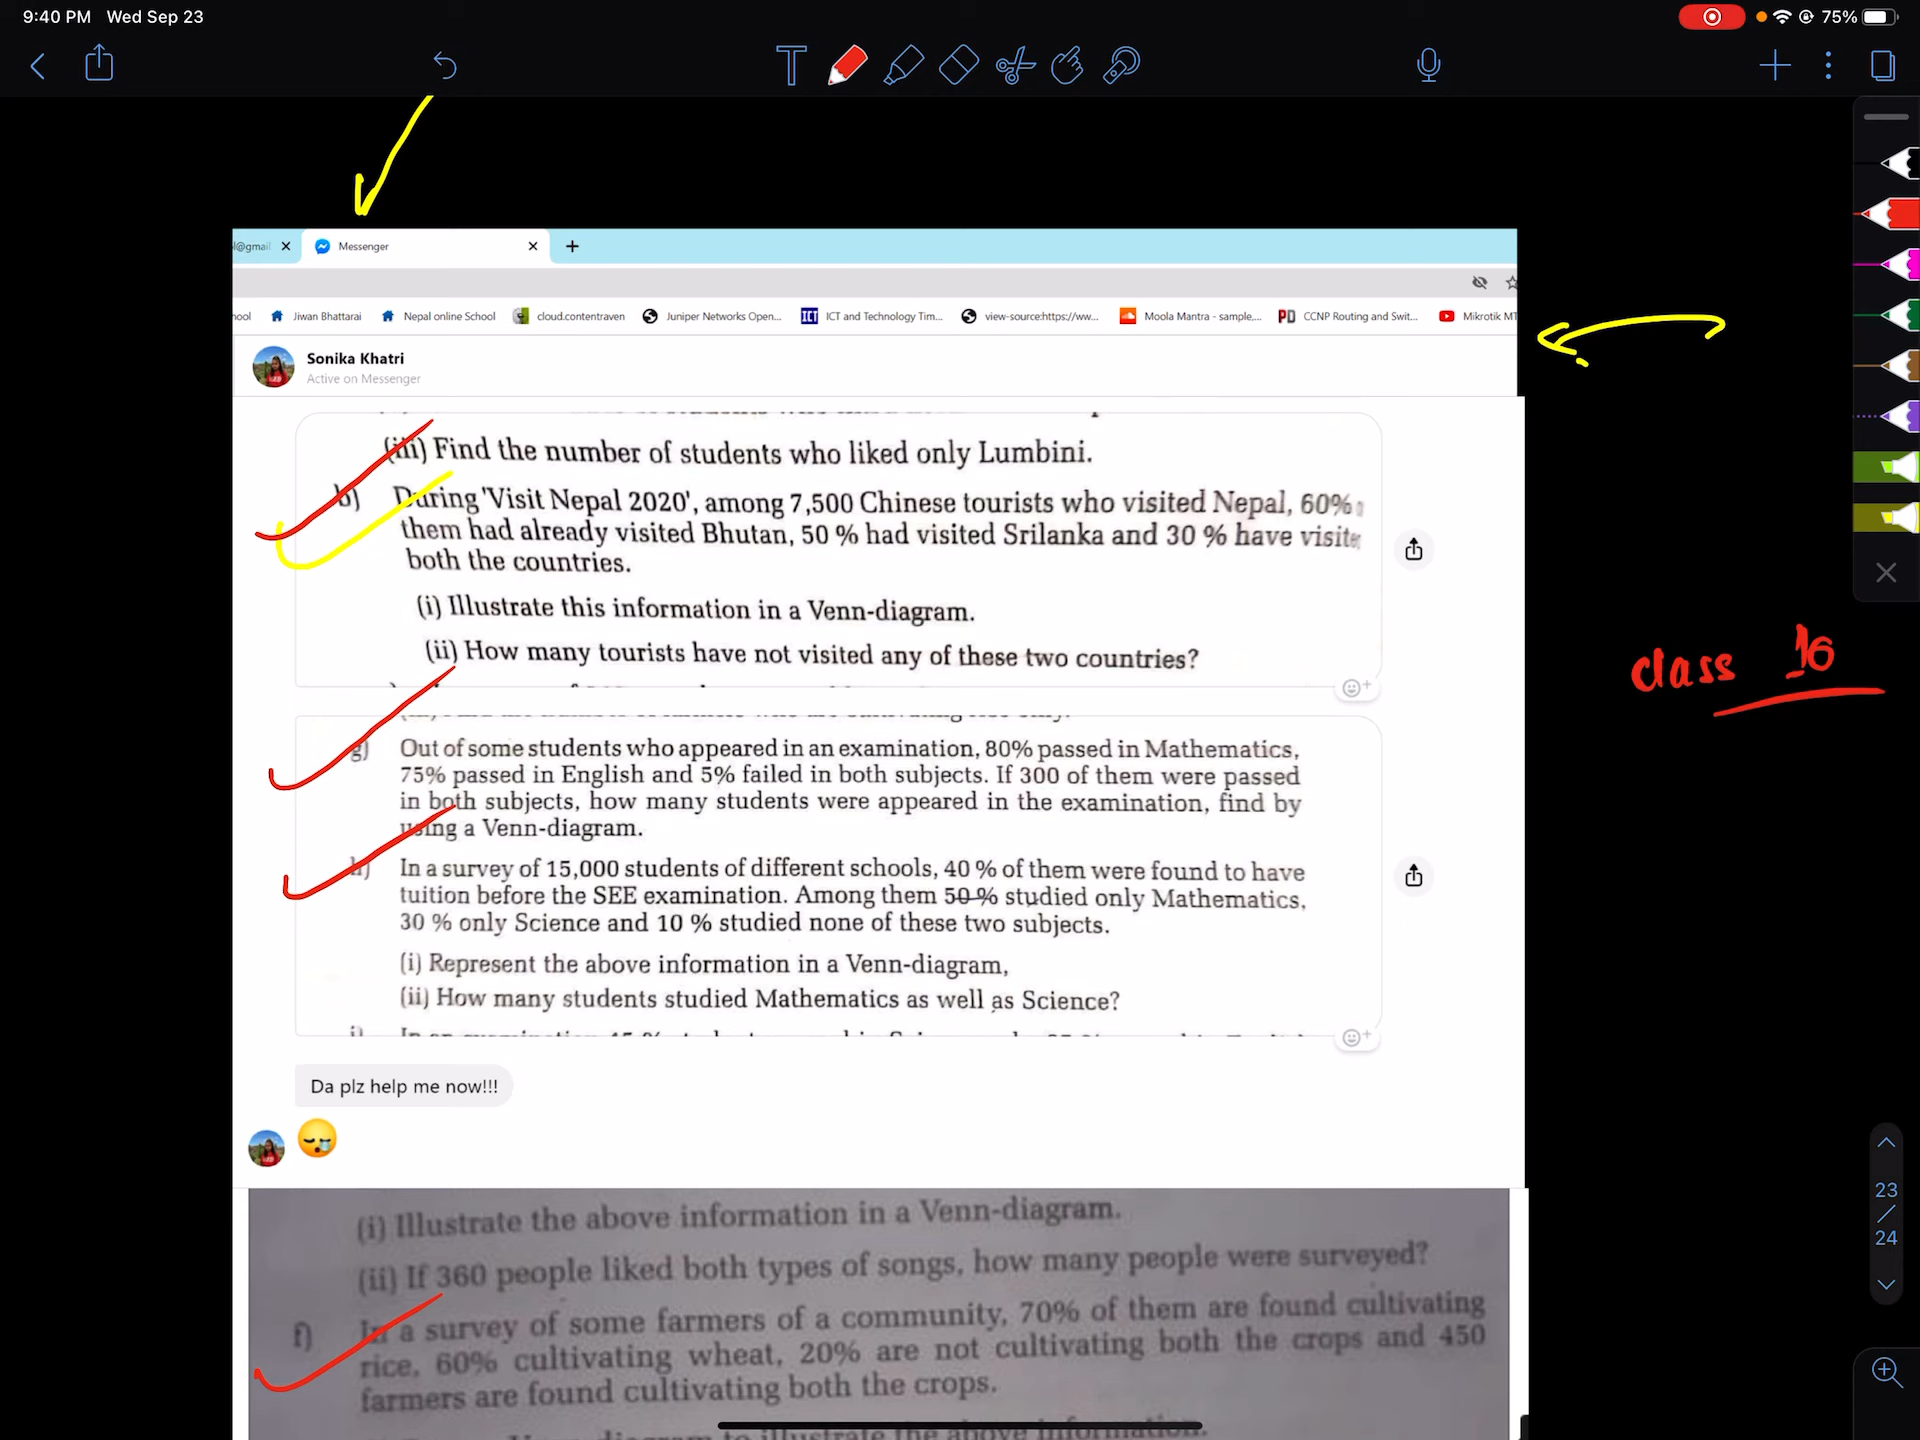 9:40 PM Wed Sep 23
75%
l@gmail
Messenger
Jiwan Bhattarai
Nepal online School
cloud.contentraven
Juniper Networks Open...
ICT
ICT and Technology Tim...
view-source:https://ww...
Moola Mantra - sample,...
PD
CCNP Routing and Swit...
Mikrotik MT
Sonika Khatri
Active on Messenger
(iii) Find the number of students who liked only Lumbini.
b) During 'Visit Nepal 2020', among 7,500 Chinese tourists who visited Nepal, 60%
them had already visited Bhutan, 50 % had visited Srilanka and 30 % have visite
both the countries.
(i) Illustrate this information in a Venn-diagram.
(ii) How many tourists have not visited any of these two countries?
class 16
g) Out of some students who appeared in an examination, 80% passed in Mathematics,
75% passed in English and 5% failed in both subjects. If 300 of them were passed
in both subjects, how many students were appeared in the examination, find by
using a Venn-diagram.
h) In a survey of 15,000 students of different schools, 40 % of them were found to have
tuition before the SEE examination. Among them 50 % studied only Mathematics,
30 % only Science and 10 % studied none of these two subjects.
(i) Represent the above information in a Venn-diagram,
(ii) How many students studied Mathematics as well as Science?
Da plz help me now!!!
(i) Illustrate the above information in a Venn-diagram.
(ii) If 360 people liked both types of songs, how many people were surveyed?
f) In a survey of some farmers of a community, 70% of them are found cultivating
rice, 60% cultivating wheat, 20% are not cultivating both the crops and 450
farmers are found cultivating both the crops.
23
/
24